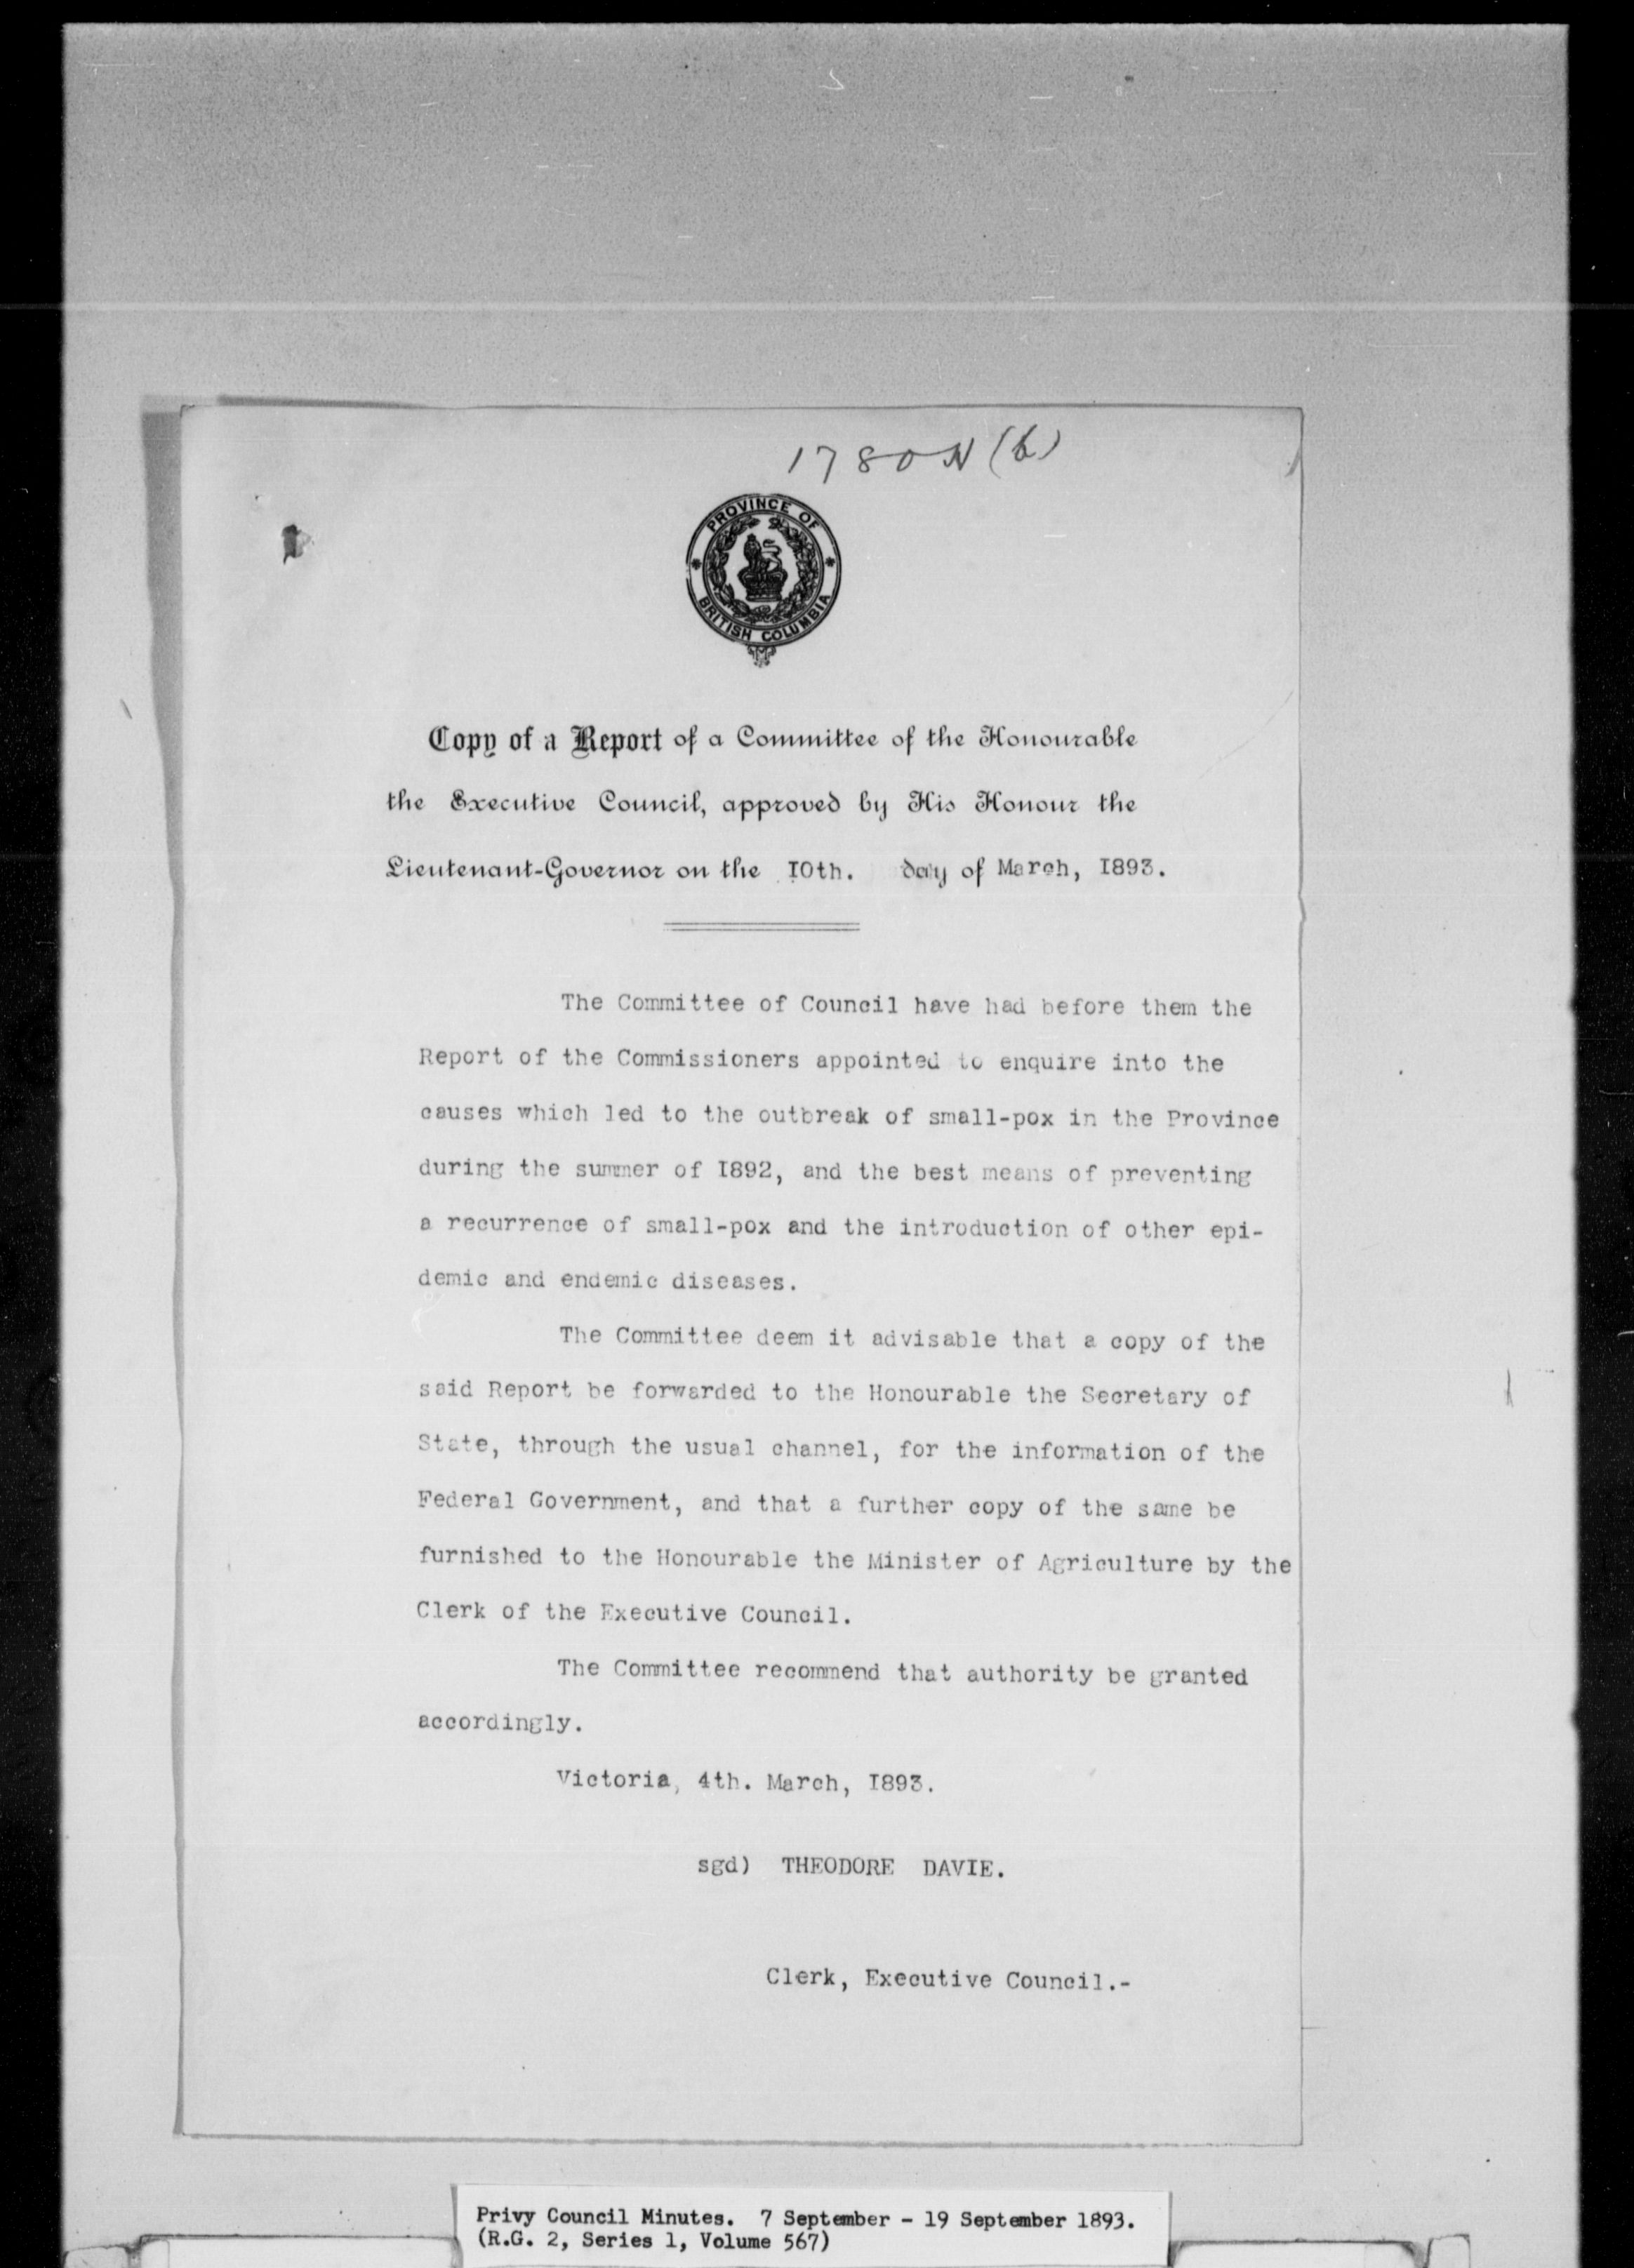 1780N (b)
PROVINCE OF
BRITISH COLUMBIA
Copy of a Report of a Committee of the Honourable
the Executive Council, approved by His Honour the
Lieutenant-Governor on the 10th. day of March, 1893.
The Committee of Council have had before them the
Report of the Commissioners appointed to enquire into the
causes which led to the outbreak of small-pox in the Province
during the summer of 1892, and the best means of preventing
a recurrence of small-pox and the introduction of other epi-
demic and endemic diseases.
The Committee deem it advisable that a copy of the
said Report be forwarded to the Honourable the Secretary of
State, through the usual channel, for the information of the
Federal Government, and that a further copy of the same be
furnished to the Honourable the Minister of Agriculture by the
Clerk of the Executive Council.
The Committee recommend that authority be granted
accordingly.
Victoria, 4th. March, 1893.
sgd) THEODORE DAVIE.
Clerk, Executive Council.-
Privy Council Minutes. 7 September - 19 September 1893.
(R.G. 2, Series 1, Volume 567)